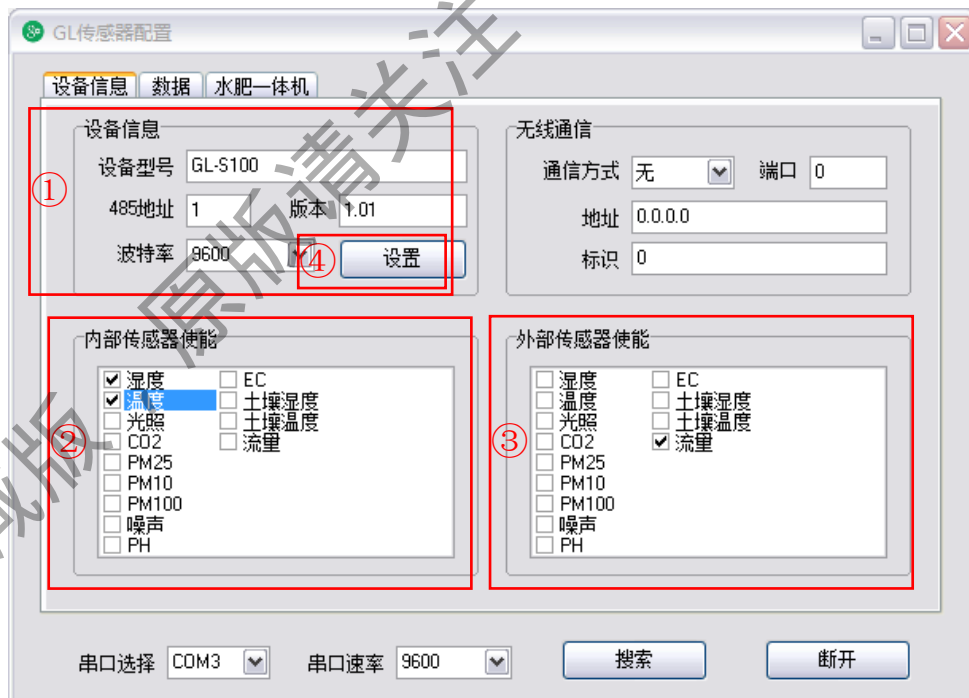 GL传感器配置
设备信息 数据 水肥一体机
设备信息
设备型号 GL-S100
485地址 1 版本 1.01
波特率 9600 ④ 设置
①
无线通信
通信方式 无 端口 0
地址 0.0.0.0
标识 0
内部传感器使能
湿度 EC
温度 土壤湿度
光照 土壤温度
CO2 流量
PM25
PM10
PM100
噪声
PH
②
外部传感器使能
湿度 EC
温度 土壤湿度
光照 土壤温度
CO2 流量
PM25
PM10
PM100
噪声
PH
③
串口选择 COM3 串口速率 9600 搜索 断开
版 原版请关注